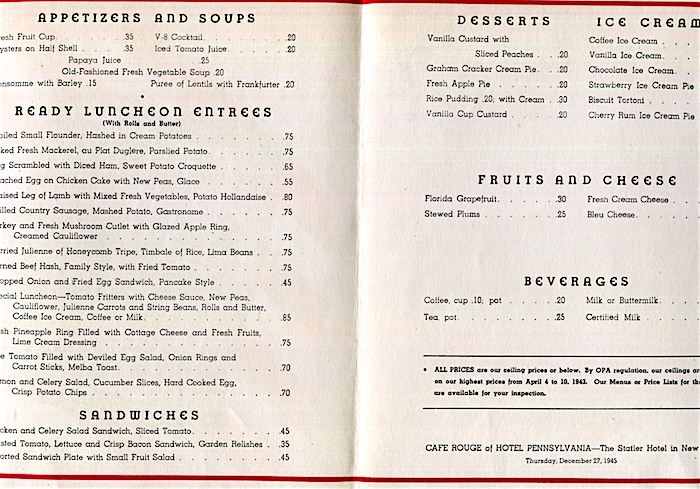 APPETIZERS AND SOUPS
esh Fruit Cup. .35 V-8 Cocktail. .20
ysters on Half Shell .35 Iced Tomato Juice. .20
Papaya Juice .25
Old-Fashioned Fresh Vegetable Soup .20
onsomme with Barley .15 Puree of Lentils with Frankfurter .20
READY LUNCHEON ENTREES
(With Rolls and Butter)
oiled Small Flounder, Hashed in Cream Potatoes .75
ked Fresh Mackerel, au Plat Duglere, Parslied Potato .75
g Scrambled with Diced Ham, Sweet Potato Croquette .65
ached Egg on Chicken Cake with New Peas, Glace .55
aised Leg of Lamb with Mixed Fresh Vegetables, Potato Hollandaise .80
illed Country Sausage, Mashed Potato, Gastronome .75
rkey and Fresh Mushroom Cutlet with Glazed Apple Ring,
Creamed Cauliflower .75
rried Julienne of Honeycomb Tripe, Timbale of Rice, Lima Beans .75
rned Beef Hash, Family Style, with Fried Tomato .75
opped Onion and Fried Egg Sandwich, Pancake Style .45
ecial Luncheon—Tomato Fritters with Cheese Sauce, New Peas,
Cauliflower, Julienne Carrots and String Beans, Rolls and Butter,
Coffee Ice Cream, Coffee or Milk .85
sh Pineapple Ring Filled with Cottage Cheese and Fresh Fruits,
Lime Cream Dressing .75
e Tomato Filled with Deviled Egg Salad, Onion Rings and
Carrot Sticks, Melba Toast .70
mon and Celery Salad, Cucumber Slices, Hard Cooked Egg,
Crisp Potato Chips .70
SANDWICHES
cken and Celery Salad Sandwich, Sliced Tomato .45
sted Tomato, Lettuce and Crisp Bacon Sandwich, Garden Relishes .35
orted Sandwich Plate with Small Fruit Salad .45
DESSERTS
Vanilla Custard with
Sliced Peaches .20
Graham Cracker Cream Pie .20
Fresh Apple Pie .20
Rice Pudding .20; with Cream .30
Vanilla Cup Custard .20
ICE CREAM
Coffee Ice Cream
Vanilla Ice Cream
Chocolate Ice Cream
Strawberry Ice Cream Pie
Biscuit Tortoni
Cherry Rum Ice Cream Pie
FRUITS AND CHEESE
Florida Grapefruit .30 Fresh Cream Cheese
Stewed Plums .25 Bleu Cheese
BEVERAGES
Coffee, cup .10; pot .20 Milk or Buttermilk
Tea, pot .25 Certified Milk
• ALL PRICES are our ceiling prices or below. By OPA regulation, our ceilings ar
on our highest prices from April 4 to 10, 1943. Our Menus or Price Lists for t
are available for your inspection.
CAFE ROUGE of HOTEL PENNSYLVANIA—The Statler Hotel in New
Thursday, December 27, 1945